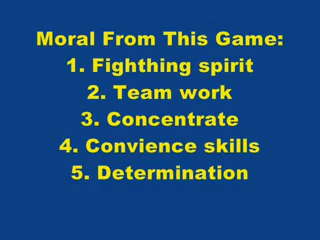 Moral From This Game:
1. Fighthing spirit
2. Team work
3. Concentrate
4. Convience skills
5. Determination